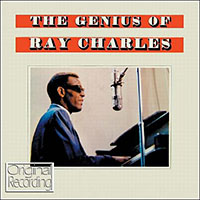 THE GENIUS OF
RAY CHARLES
Original
Recording